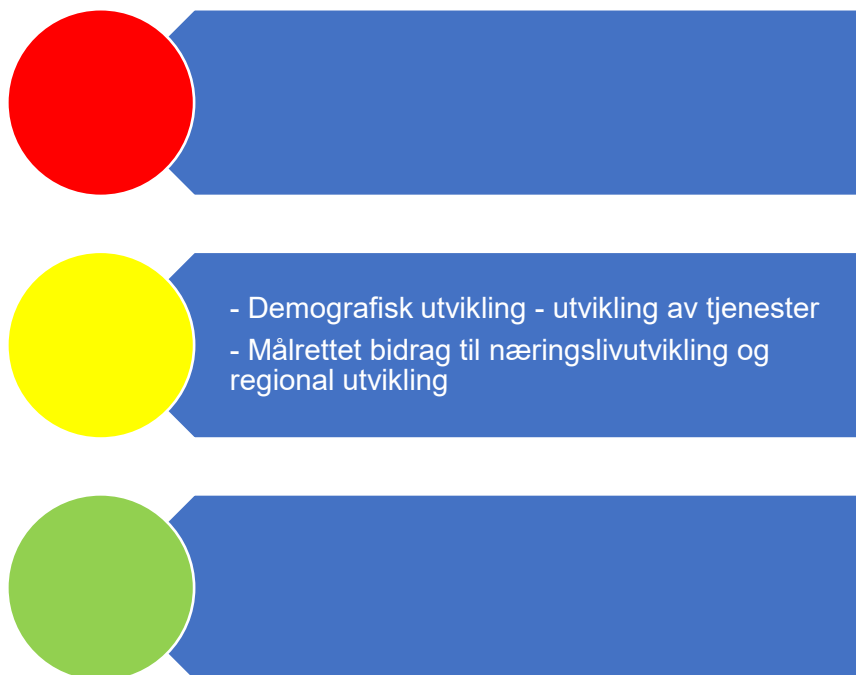 - Demografisk utvikling - utvikling av tjenester
- Målrettet bidrag til næringslivutvikling og
regional utvikling